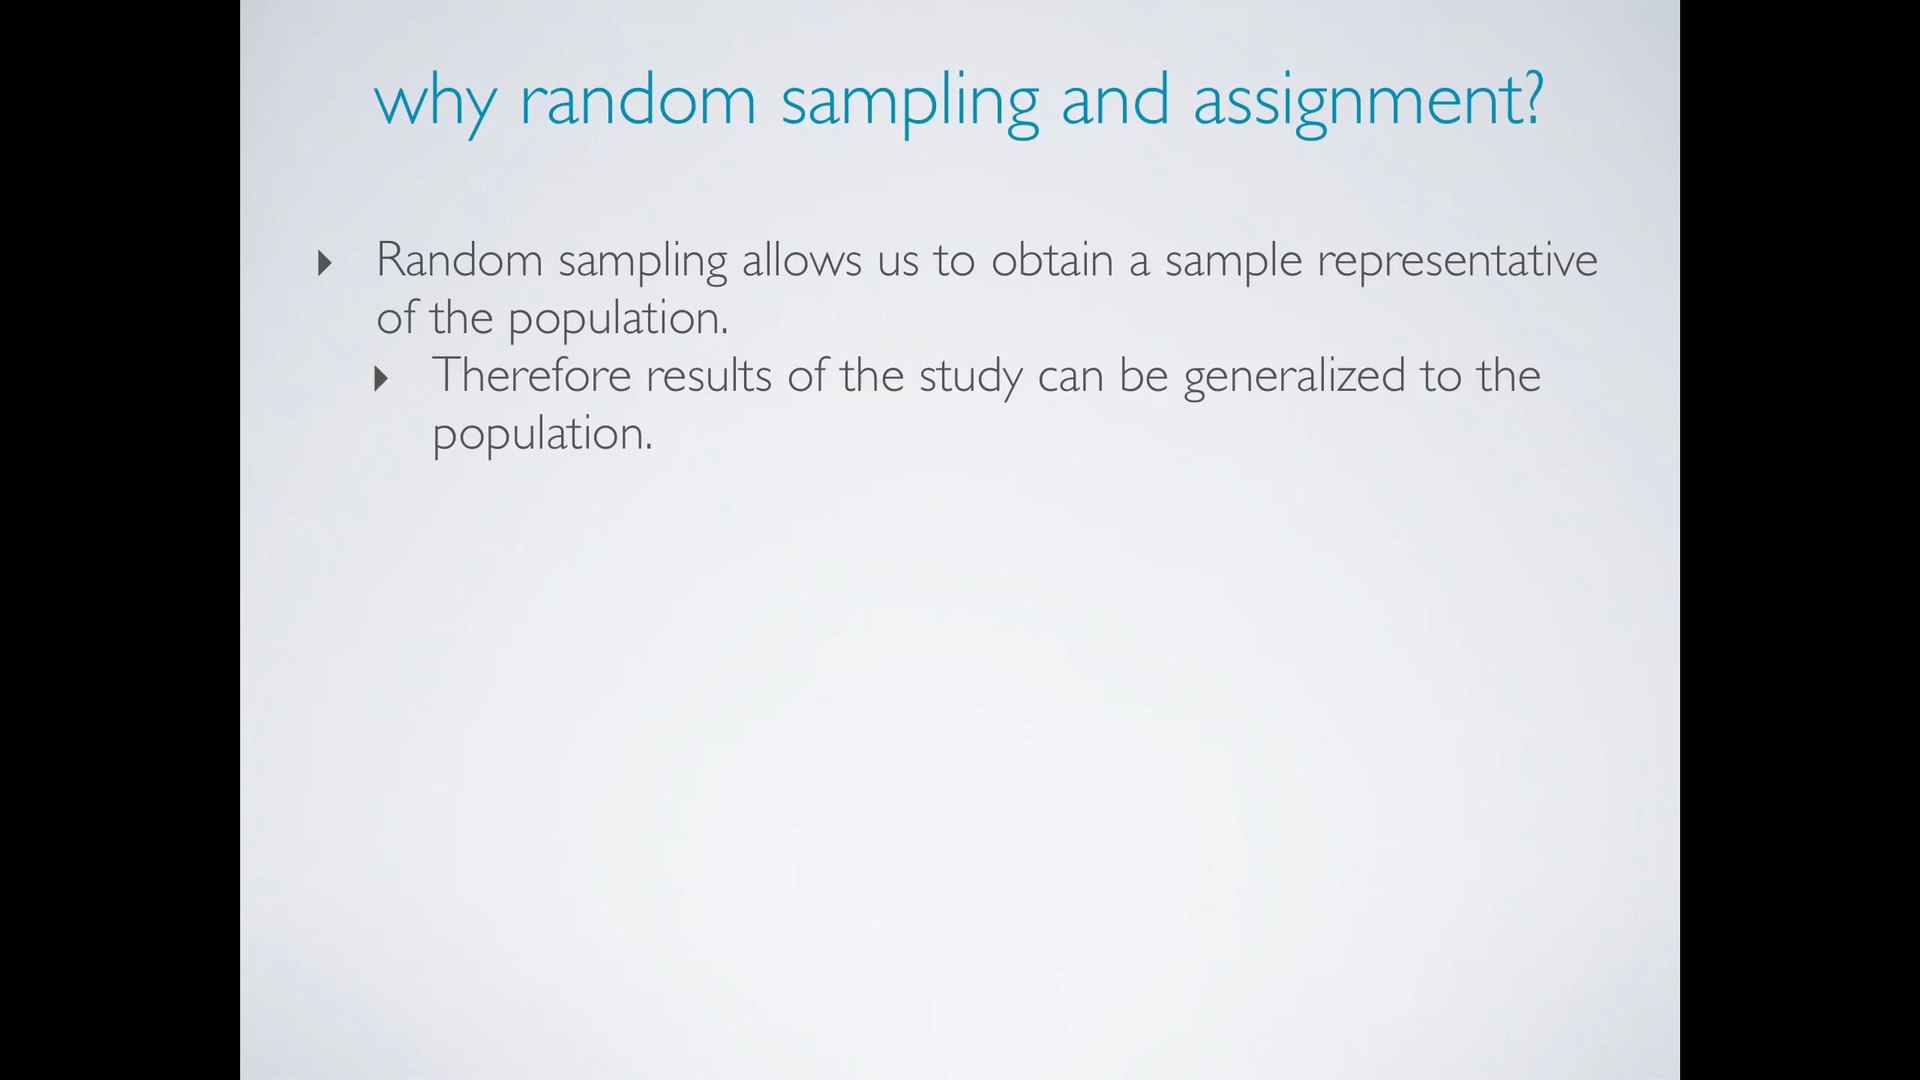 why random sampling and assignment?
Random sampling allows us to obtain a sample representative
of the population.
Therefore results of the study can be generalized to the
population.